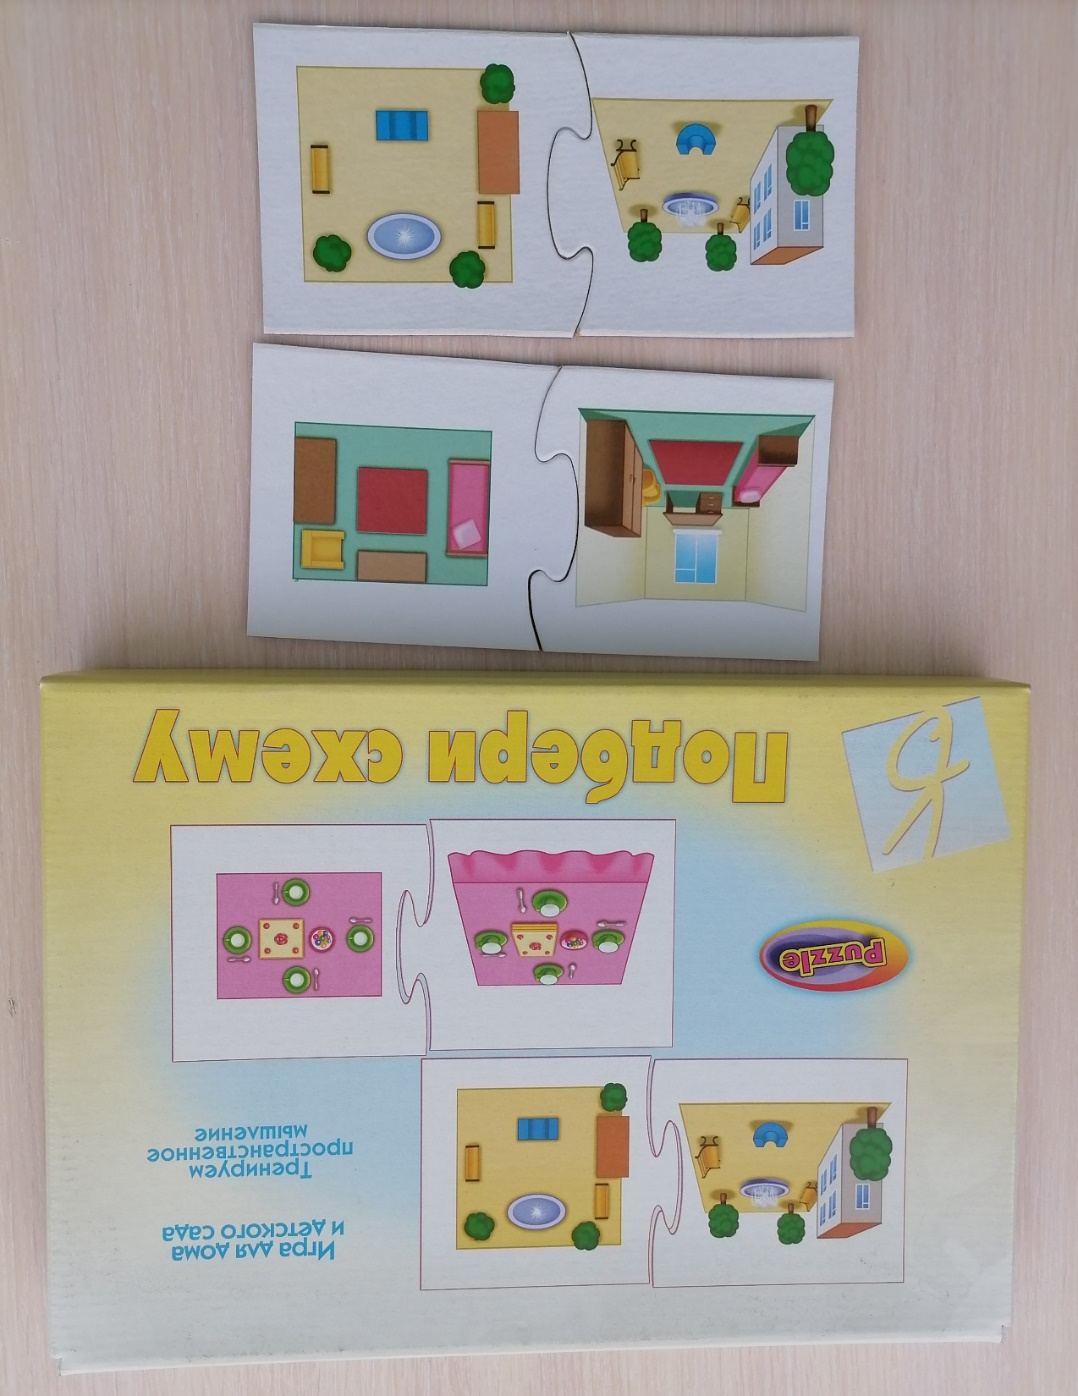 Игра для дома
и детского сада
Тренируем
пространственное
мышление
Puzzle
Я
Подбери схему